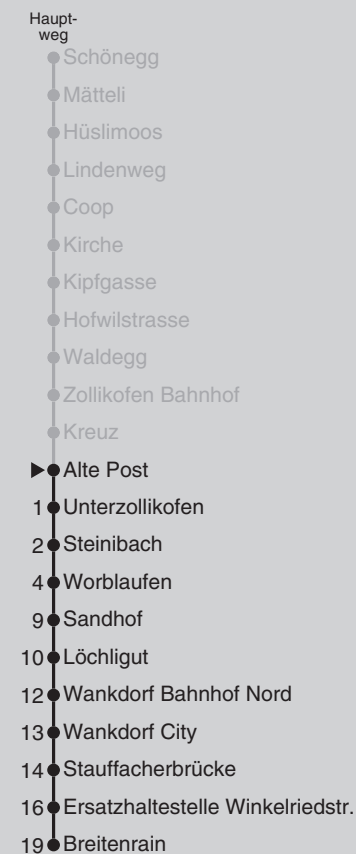 Haupt-
weg
Schönegg
Mätteli
Hüslimoos
Lindenweg
Coop
Kirche
Kipfgasse
Hofwilstrasse
Waldegg
Zollikofen Bahnhof
Kreuz
Alte Post
1 Unterzollikofen
2 Steinibach
4 Worblaufen
9 Sandhof
10 Löchligut
12 Wankdorf Bahnhof Nord
13 Wankdorf City
14 Stauffacherbrücke
16 Ersatzhaltestelle Winkelriedstr.
19 Breitenrain